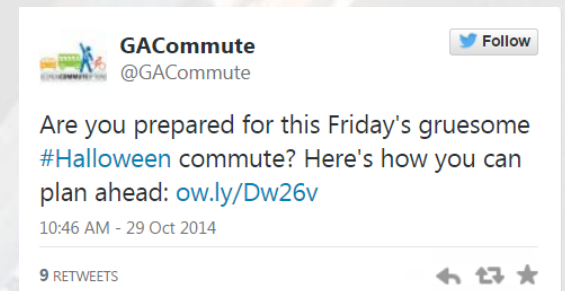 GACommute
Follow
@GACommute
Are you prepared for this Friday's gruesome
#Halloween commute? Here's how you can
plan ahead: ow.ly/Dw26v
10:46 AM - 29 Oct 2014
9 RETWEETS